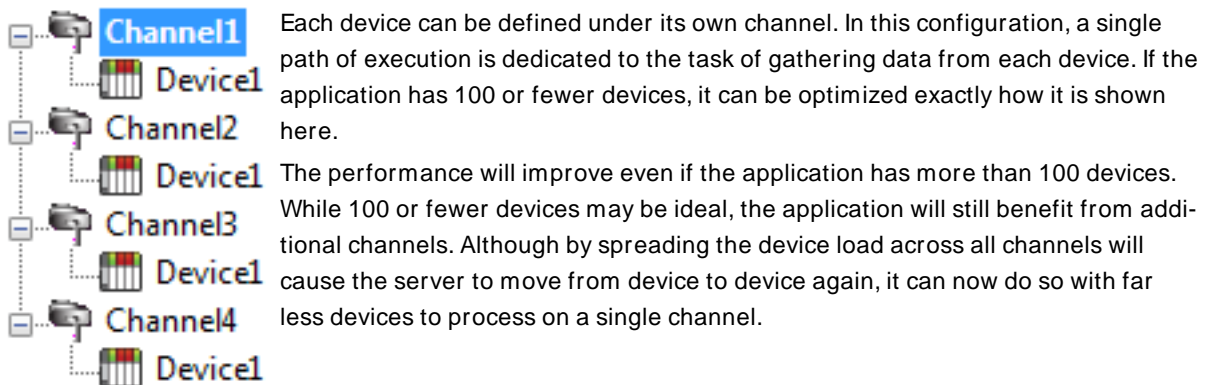 Channel1
Device1
Channel2
Device1
Channel3
Device1
Channel4
Device1
Each device can be defined under its own channel. In this configuration, a single
path of execution is dedicated to the task of gathering data from each device. If the
application has 100 or fewer devices, it can be optimized exactly how it is shown
here.
The performance will improve even if the application has more than 100 devices.
While 100 or fewer devices may be ideal, the application will still benefit from addi-
tional channels. Although by spreading the device load across all channels will
cause the server to move from device to device again, it can now do so with far
less devices to process on a single channel.